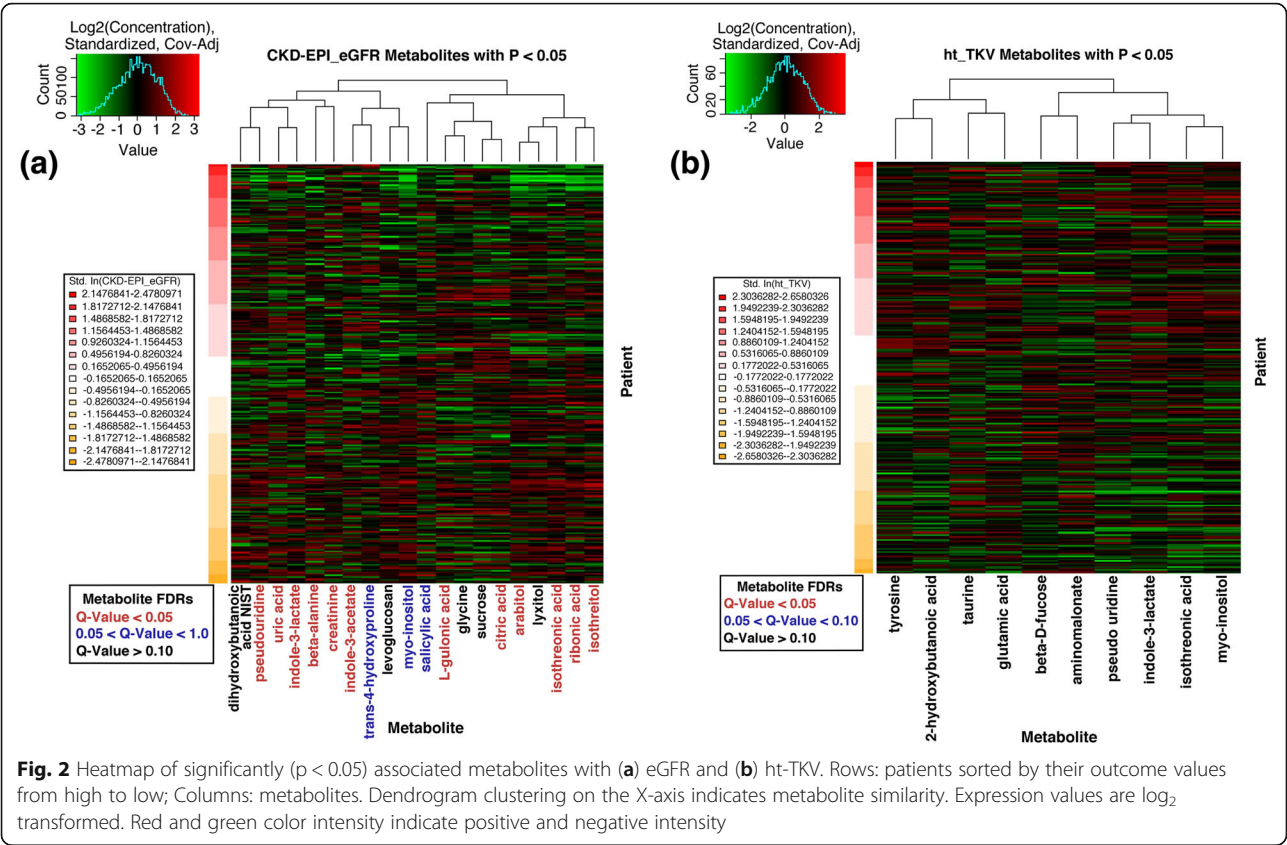 Log2(Concentration),
Standardized, Cov-Adj
Count
0 50 100
-3 -2 -1 0 1 2 3
Value
CKD-EPI_eGFR Metabolites with P < 0.05
(a)
Std. ln(CKD-EPI_eGFR)
2.1476841-2.4780971
1.8172712-2.1476841
1.4868582-1.8172712
1.1564453-1.4868582
0.9260324-1.1564453
0.4956194-0.8260324
0.1652065-0.4956194
-0.1652065-0.1652065
-0.4956194--0.1652065
-0.8260324--0.4956194
-1.1564453--0.8260324
-1.4868582--1.1564453
-1.8172712--1.4868582
-2.1476841--1.8172712
-2.4780971--2.1476841
Patient
Metabolite FDRs
Q-Value < 0.05
0.05 < Q-Value < 1.0
Q-Value > 0.10
dihydroxybutanoic
acid NIST
pseudouridine
uric acid
indole-3-lactate
beta-alanine
creatinine
indole-3-acetate
trans-4-hydroxyproline
levoglucosan
myo-inositol
salicylic acid
L-gulonic acid
glycine
sucrose
citric acid
arabitol
lyxitol
isothreonic acid
ribonic acid
isothreitol
Metabolite
Log2(Concentration),
Standardized, Cov-Adj
Count
0 20 60
-2 0 2
Value
ht_TKV Metabolites with P < 0.05
(b)
Std. ln(ht_TKV)
2.3036282-2.6580326
1.9492239-2.3036282
1.5948195-1.9492239
1.2404152-1.5948195
0.8860109-1.2404152
0.5316065-0.8860109
0.1772022-0.5316065
-0.1772022-0.1772022
-0.5316065--0.1772022
-0.8860109--0.5316065
-1.2404152--0.8860109
-1.5948195--1.2404152
-1.9492239--1.5948195
-2.3036282--1.9492239
-2.6580326--2.3036282
Patient
Metabolite FDRs
Q-Value < 0.05
0.05 < Q-Value < 0.10
Q-Value > 0.10
tyrosine
2-hydroxybutanoic acid
taurine
glutamic acid
beta-D-fucose
aminomalonate
pseudo uridine
indole-3-lactate
isothreonic acid
myo-inositol
Metabolite
Fig. 2 Heatmap of significantly (p < 0.05) associated metabolites with (a) eGFR and (b) ht-TKV. Rows: patients sorted by their outcome values
from high to low; Columns: metabolites. Dendrogram clustering on the X-axis indicates metabolite similarity. Expression values are log2
transformed. Red and green color intensity indicate positive and negative intensity